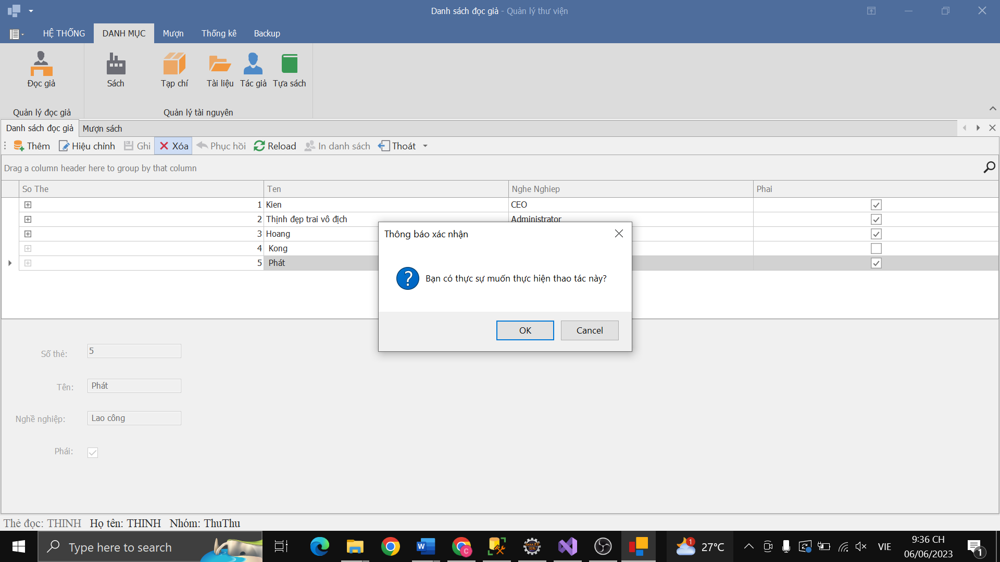 Danh sách đọc giả - Quản lý thư viện
HỆ THỐNG DANH MỤC Mượn Thống kê Backup
Đọc giả Sách Tạp chí Tài liệu Tác giả Tựa sách
Quản lý đọc giả Quản lý tài nguyên
Danh sách đọc giả Mượn sách
Thêm Hiệu chỉnh Ghi Xóa Phục hồi Reload In danh sách Thoát
Drag a column header here to group by that column
So The Ten Nghe Nghiep Phai
1 Kien CEO
2 Thịnh đẹp trai vô địch Administrator
3 Hoang
4 Kong
5 Phát
Thông báo xác nhận
Bạn có thực sự muốn thực hiện thao tác này?
OK Cancel
Số thẻ: 5
Tên: Phát
Nghề nghiệp: Lao công
Phái:
Thẻ đọc: THINH Họ tên: THINH Nhóm: ThuThu
Type here to search
1 27°C
VIE
9:36 CH
06/06/2023
1